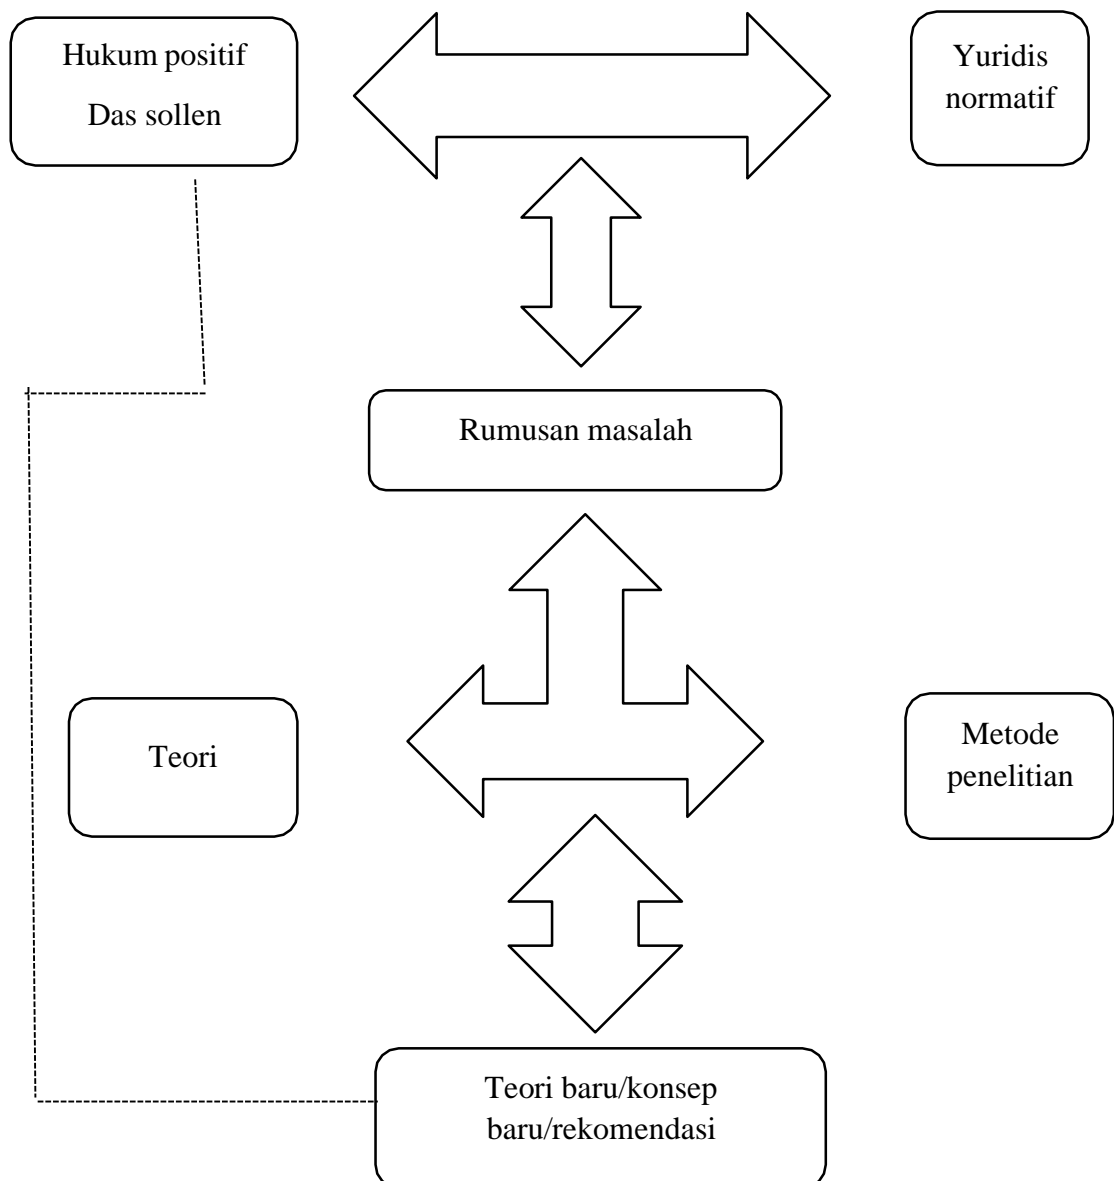 Hukum positif
Das sollen
Yuridis
normatif
Rumusan masalah
Teori
Metode
penelitian
Teori baru/konsep
baru/rekomendasi